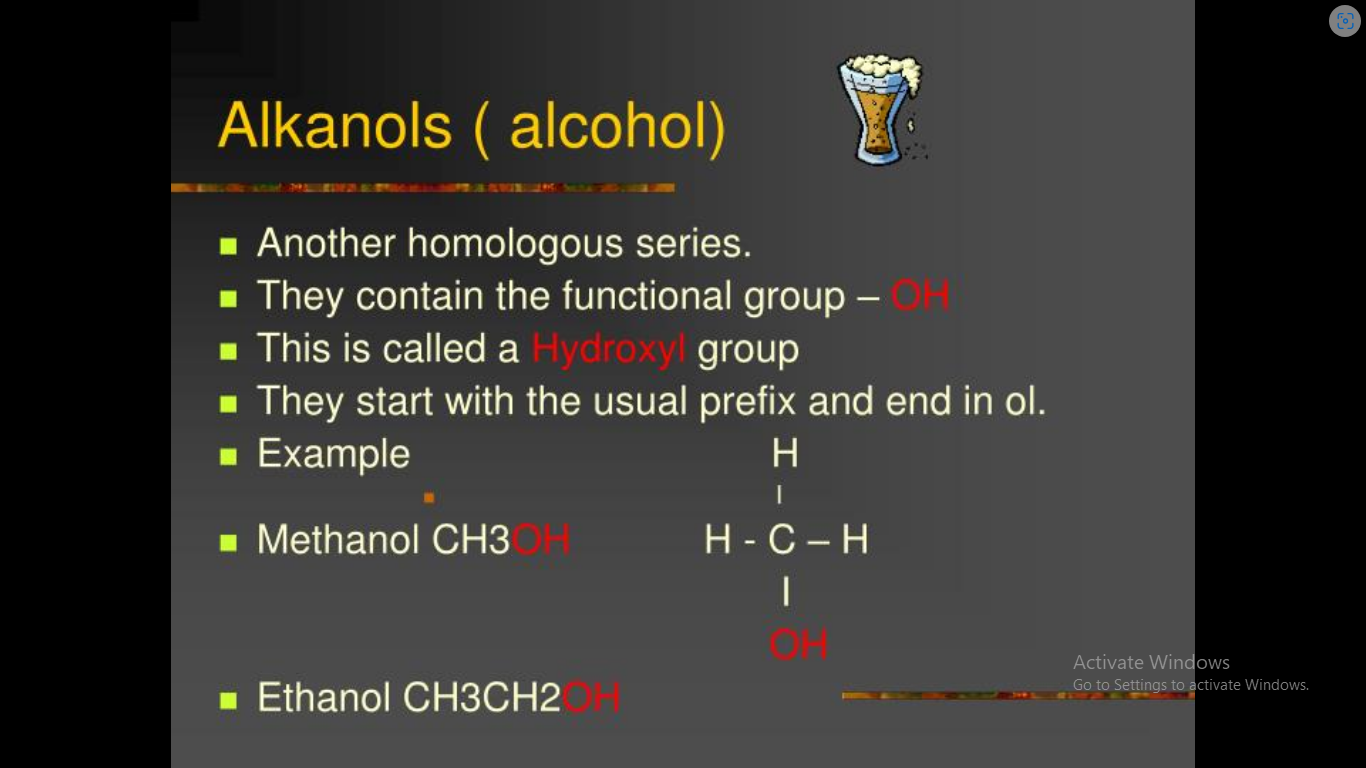 Alkanols ( alcohol)
Another homologous series.
They contain the functional group – OH
This is called a Hydroxyl group
They start with the usual prefix and end in ol.
Example H
l
Methanol CH3OH H - C – H
l
OH
Ethanol CH3CH2OH
Activate Windows
Go to Settings to activate Windows.